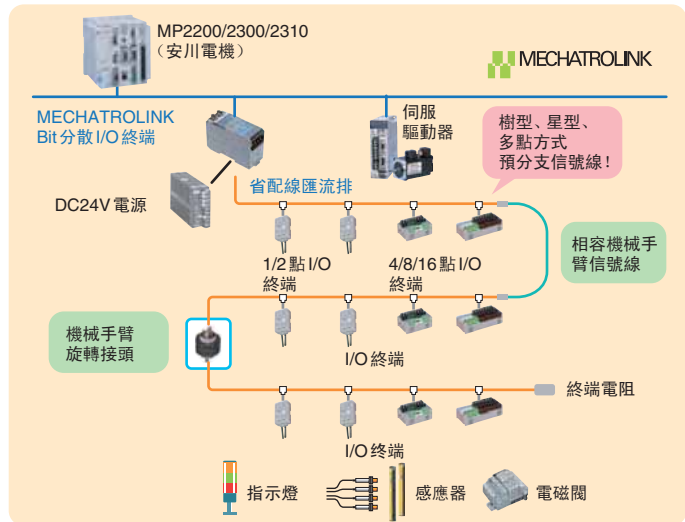 MP2200/2300/2310
(安川電機)
MECHATROLINK
MECHATROLINK
Bit分散I/O終端
伺服
驅動器
樹型、星型、
多點方式
預分支信號線!
DC24V電源
省配線匯流排
1/2點I/O
終端
4/8/16點I/O
終端
相容機械手
臂信號線
機械手臂
旋轉接頭
I/O終端
終端電阻
I/O終端
指示燈
感應器
電磁閥